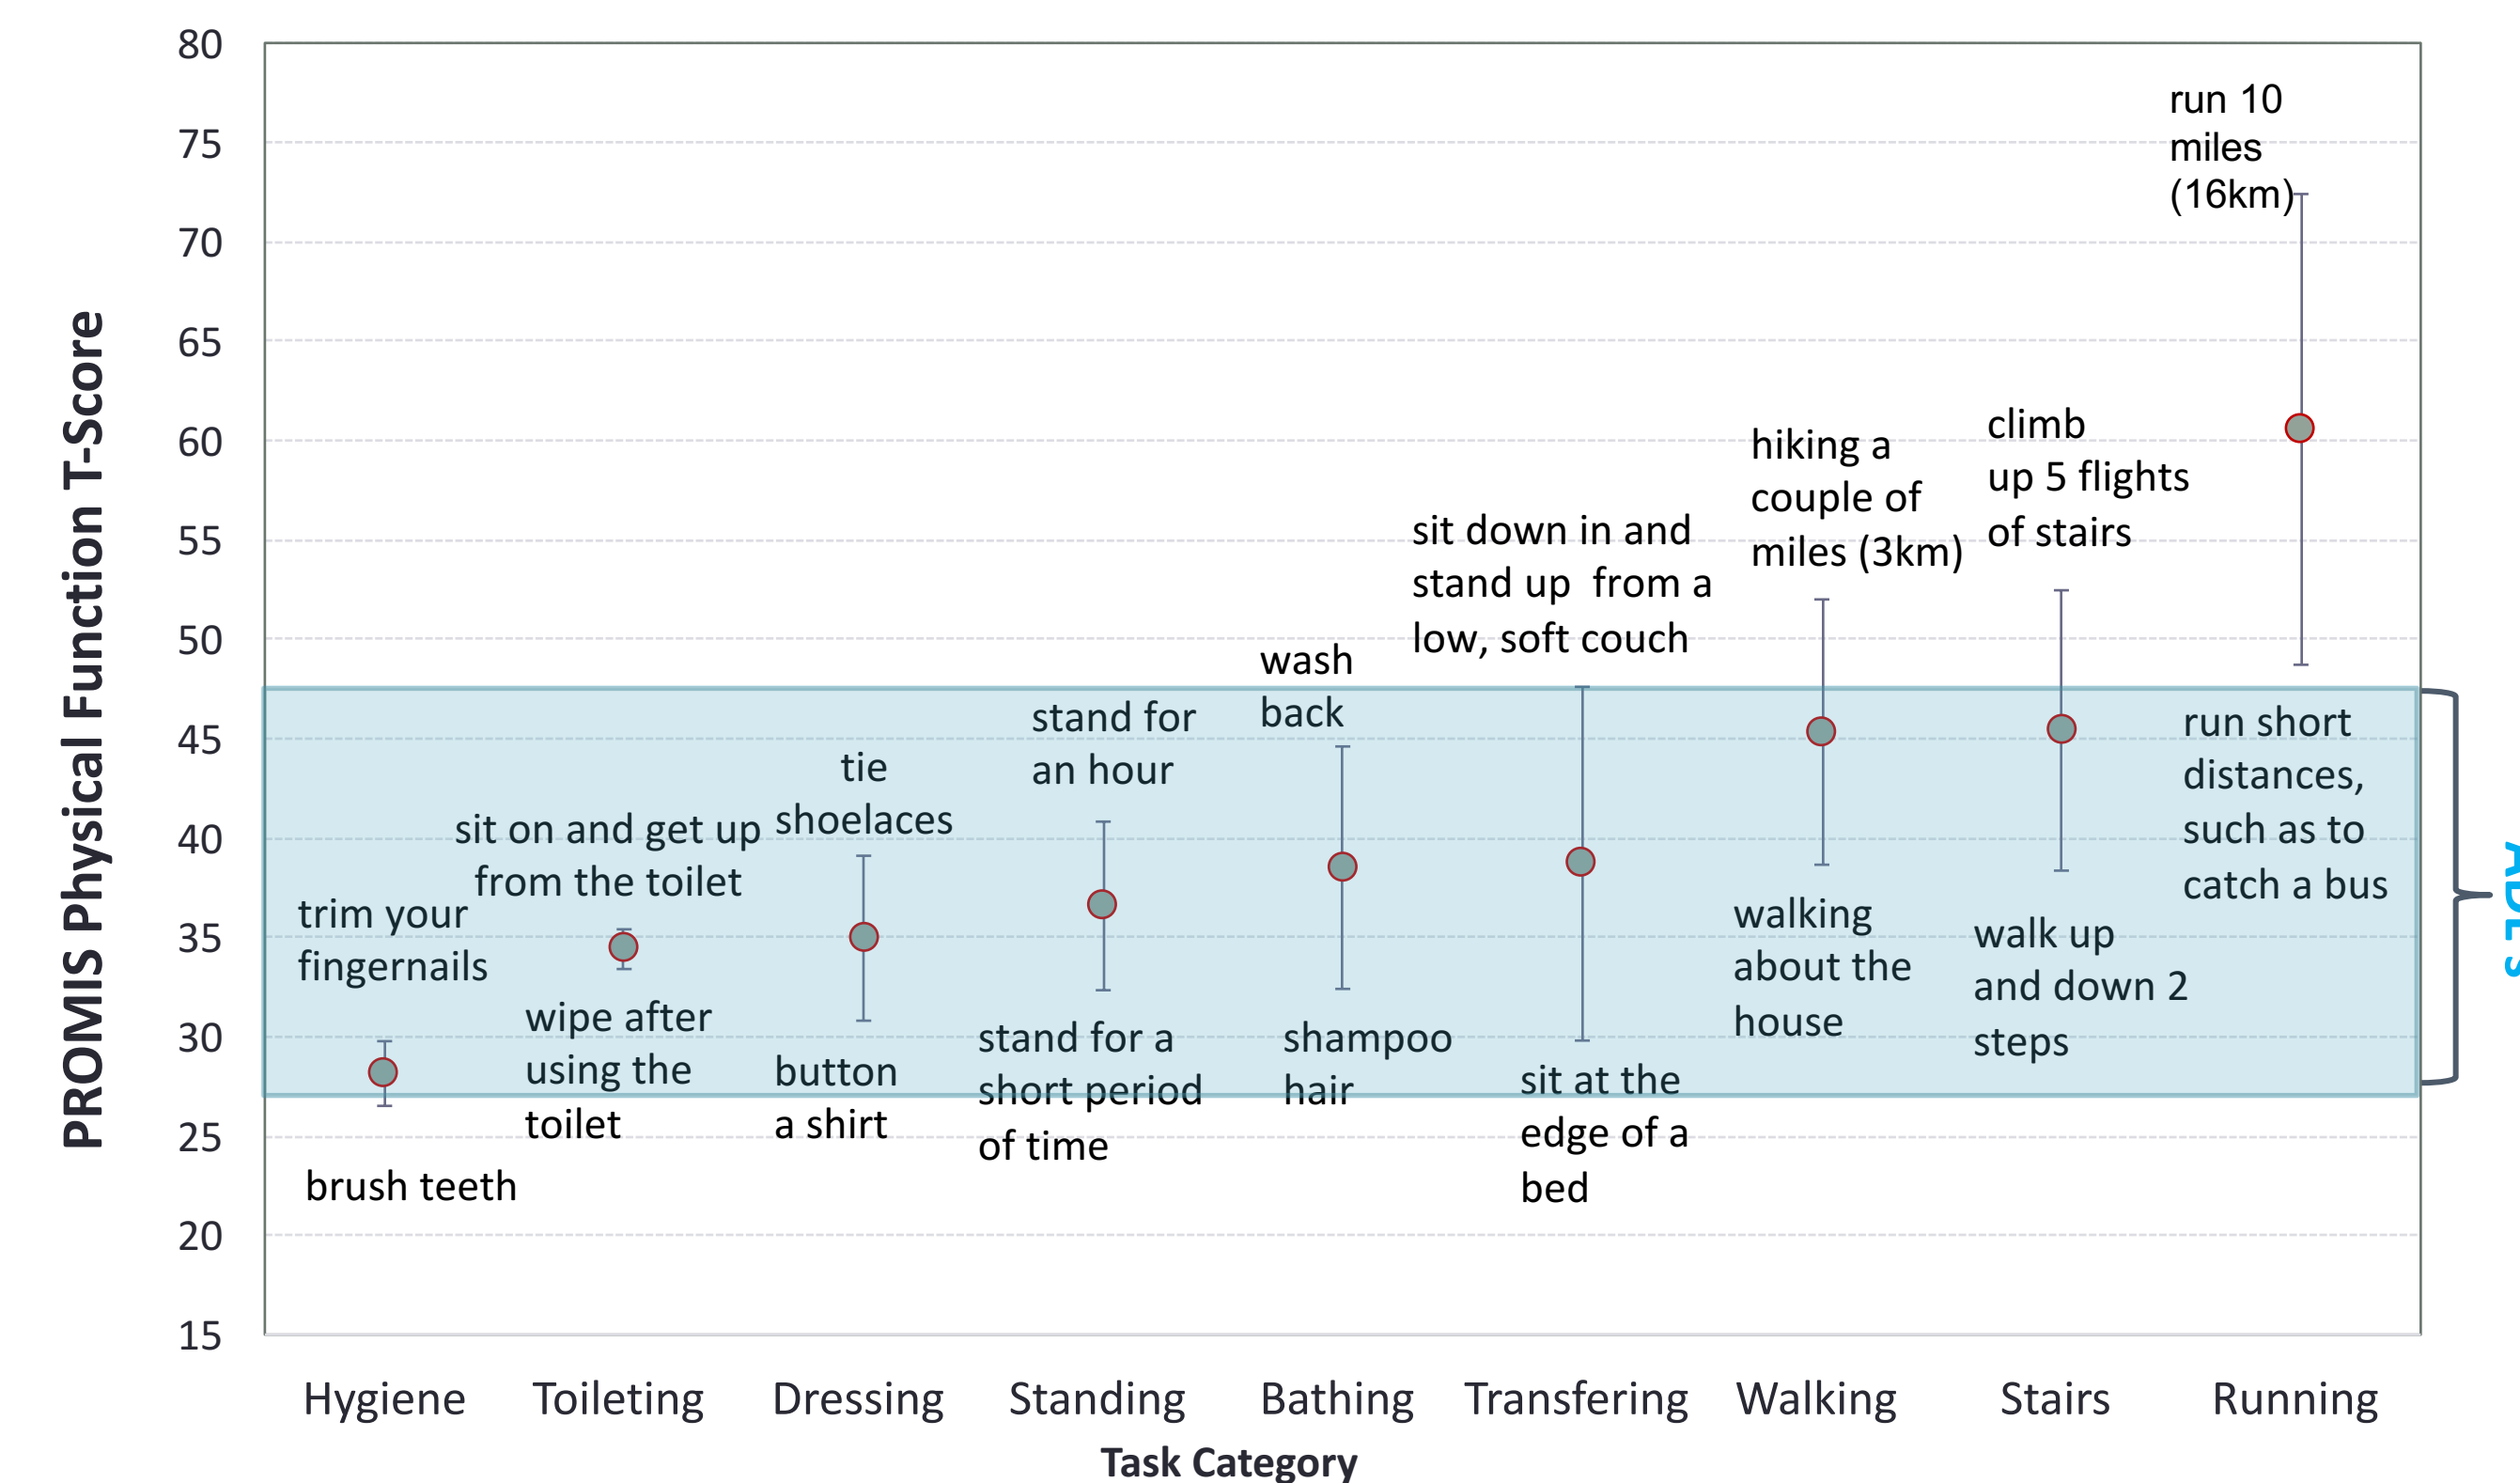 PROMIS Physical Function T-Score
80
75
70
65
60
55
50
45
40
35
30
25
20
15
trim your
fingernails
brush teeth
sit on and get up
from the toilet
wipe after
using the
toilet
tie
shoelaces
button
a shirt
stand for
an hour
stand for a
short period
of time
wash
back
shampoo
hair
sit down in and
stand up  from a
low, soft couch
sit at the
edge of a
bed
hiking a
couple of
miles (3km)
walking
about the
house
climb
up 5 flights
of stairs
walk up
and down 2
steps
run 10
miles
(16km)
run short
distances,
such as to
catch a bus
ADL's
Hygiene
Toileting
Dressing
Standing
Bathing
Transfering
Walking
Stairs
Running
Task Category